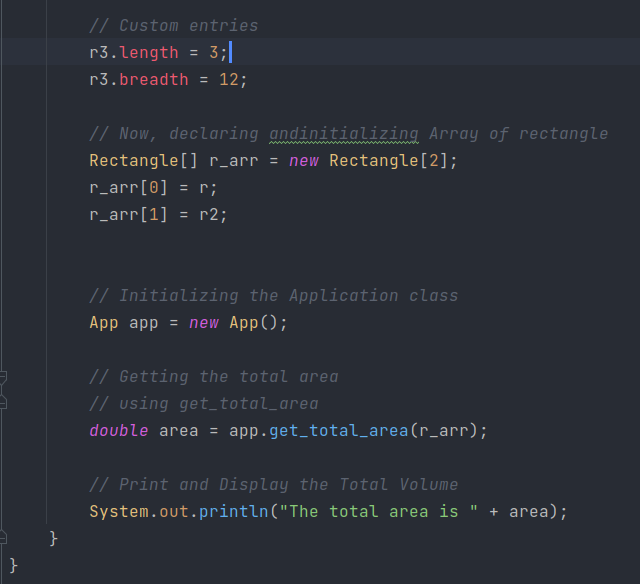 // Custom entries
r3.length = 3;
r3.breadth = 12;
// Now, declaring andinitializing Array of rectangle
Rectangle[] r_arr = new Rectangle[2];
r_arr[0] = r;
r_arr[1] = r2;
// Initializing the Application class
App app = new App();
// Getting the total area
// using get_total_area
double area = app.get_total_area(r_arr);
// Print and Display the Total Volume
System.out.println("The total area is " + area);
}
}